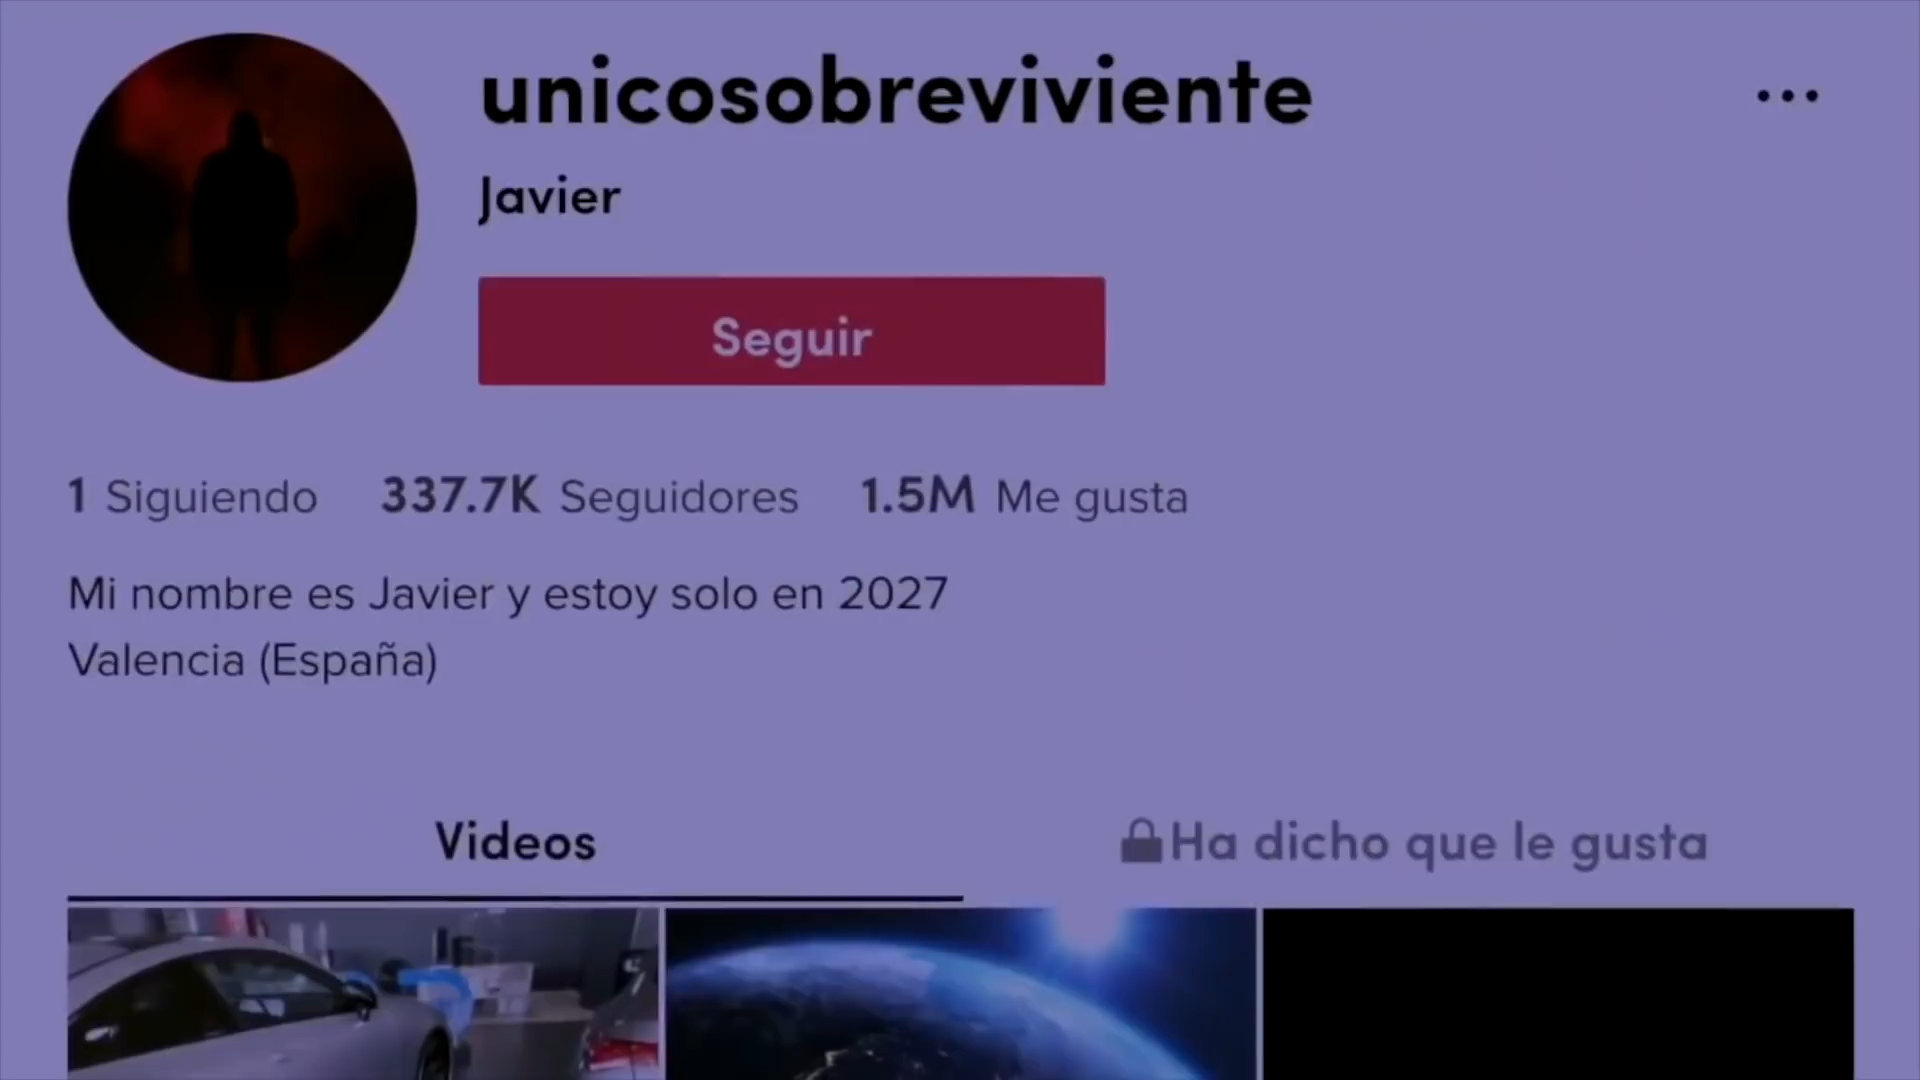 unicosobreviviente
Javier
Seguir
1 Siguiendo 337.7K Seguidores 1.5M Me gusta
Mi nombre es Javier y estoy solo en 2027
Valencia (España)
Videos Ha dicho que le gusta